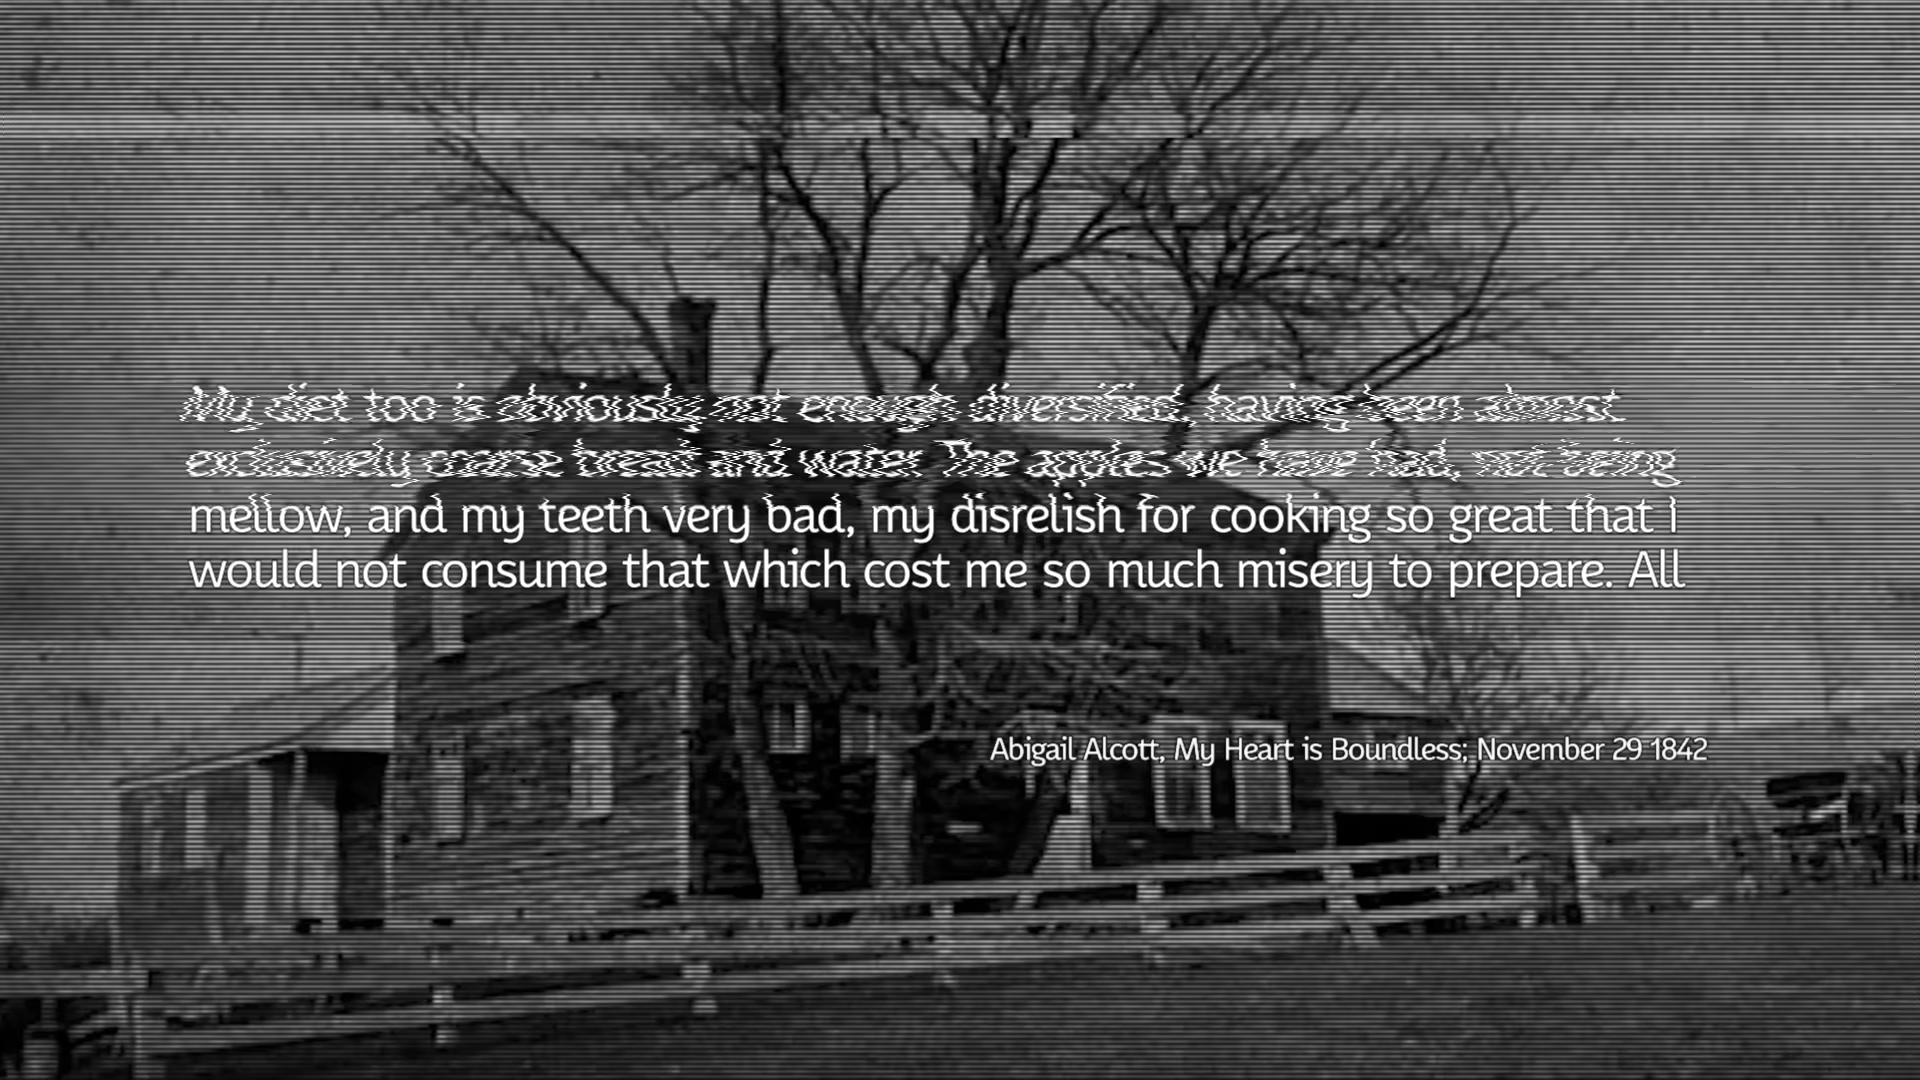 My diet too is obviously not enough diversified, having been almost
exclusively coarse bread and water. The apples we have had, not being
mellow, and my teeth very bad, my disrelish for cooking so great that I
would not consume that which cost me so much misery to prepare. All
Abigail Alcott, My Heart is Boundless; November 29 1842